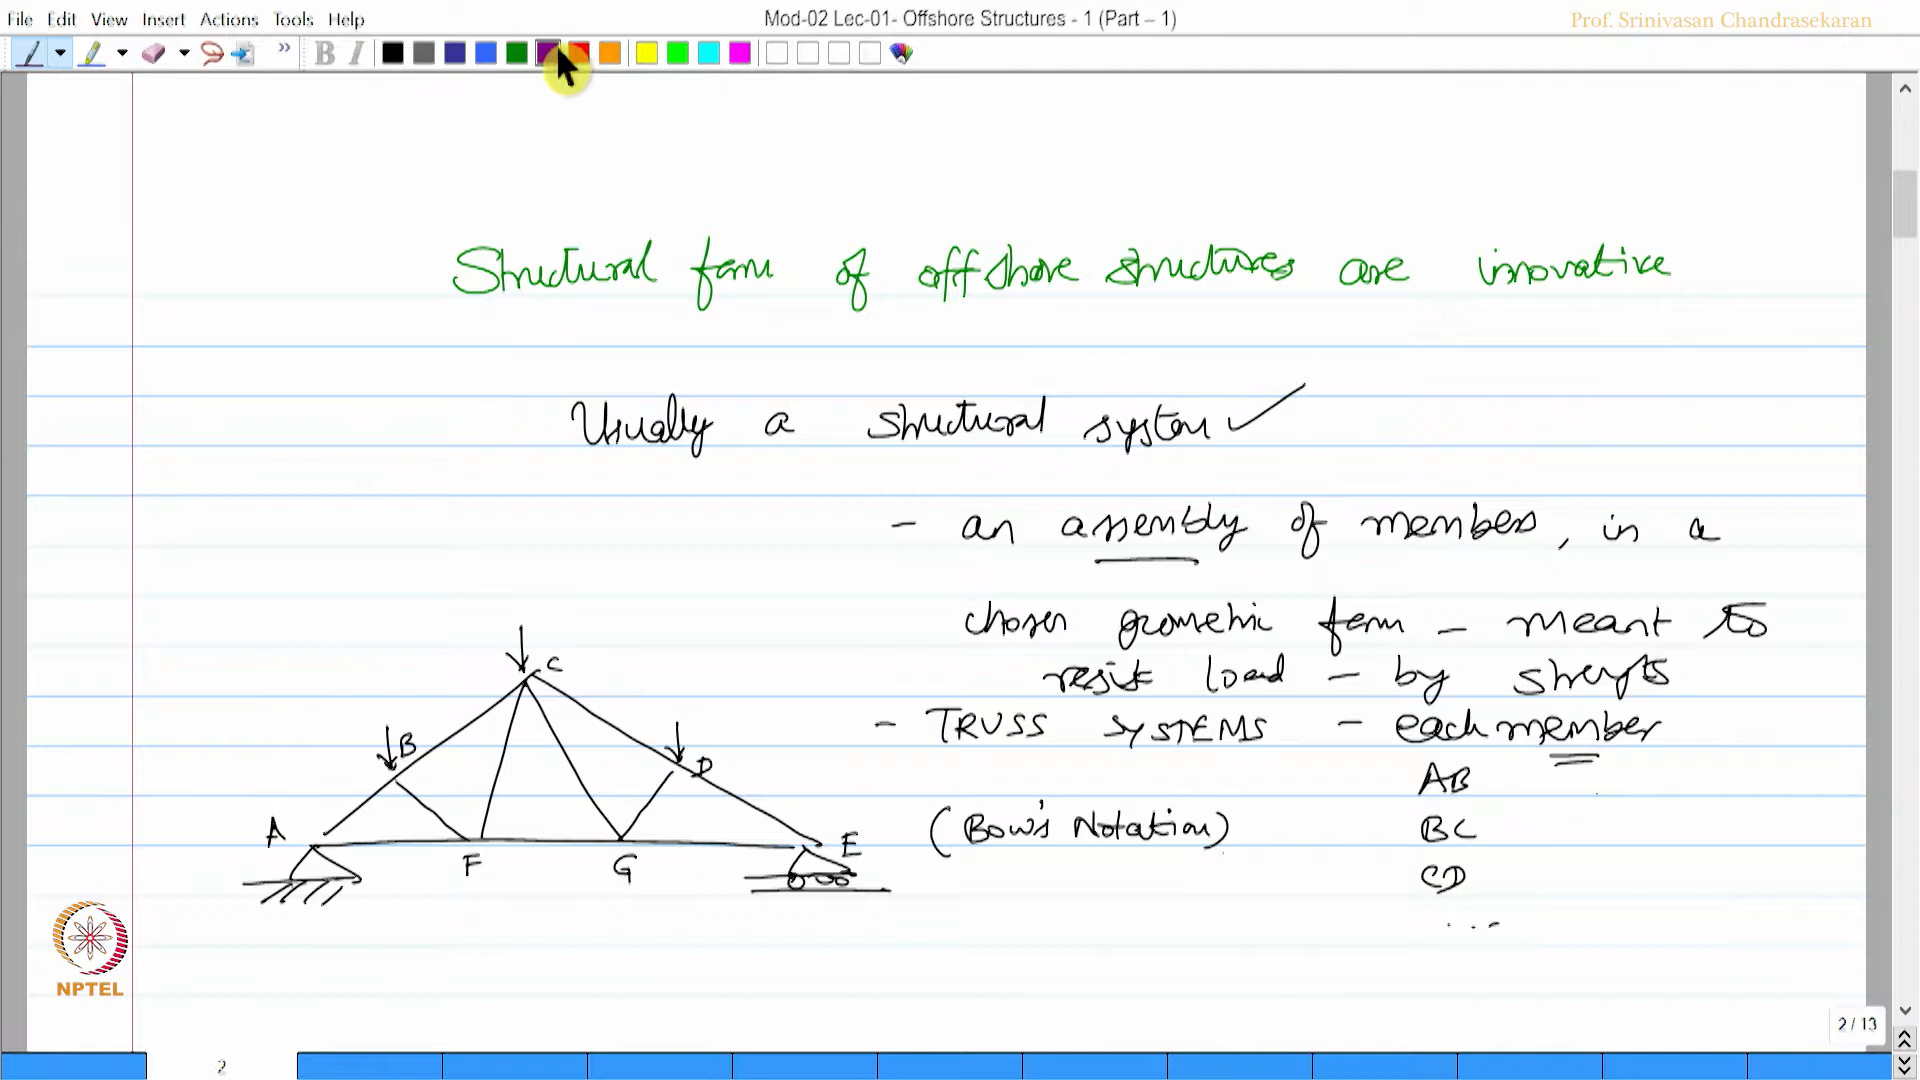 File Edit View Insert Actions Tools Help
Mod-02 Lec-01- Offshore Structures - 1 (Part – 1)
Prof. Srinivasan Chandrasekaran
B I
Structural form of offshore structures are innovative
Usually a structural system ✓
- an assembly of members, in a
chosen geometric form - meant to
resist load - by strength
- TRUSS SYSTEMS - each member
AB
(Bow's Notation) BC
CD
...
C
B
D
A
E
F G
NPTEL
2 / 13
2